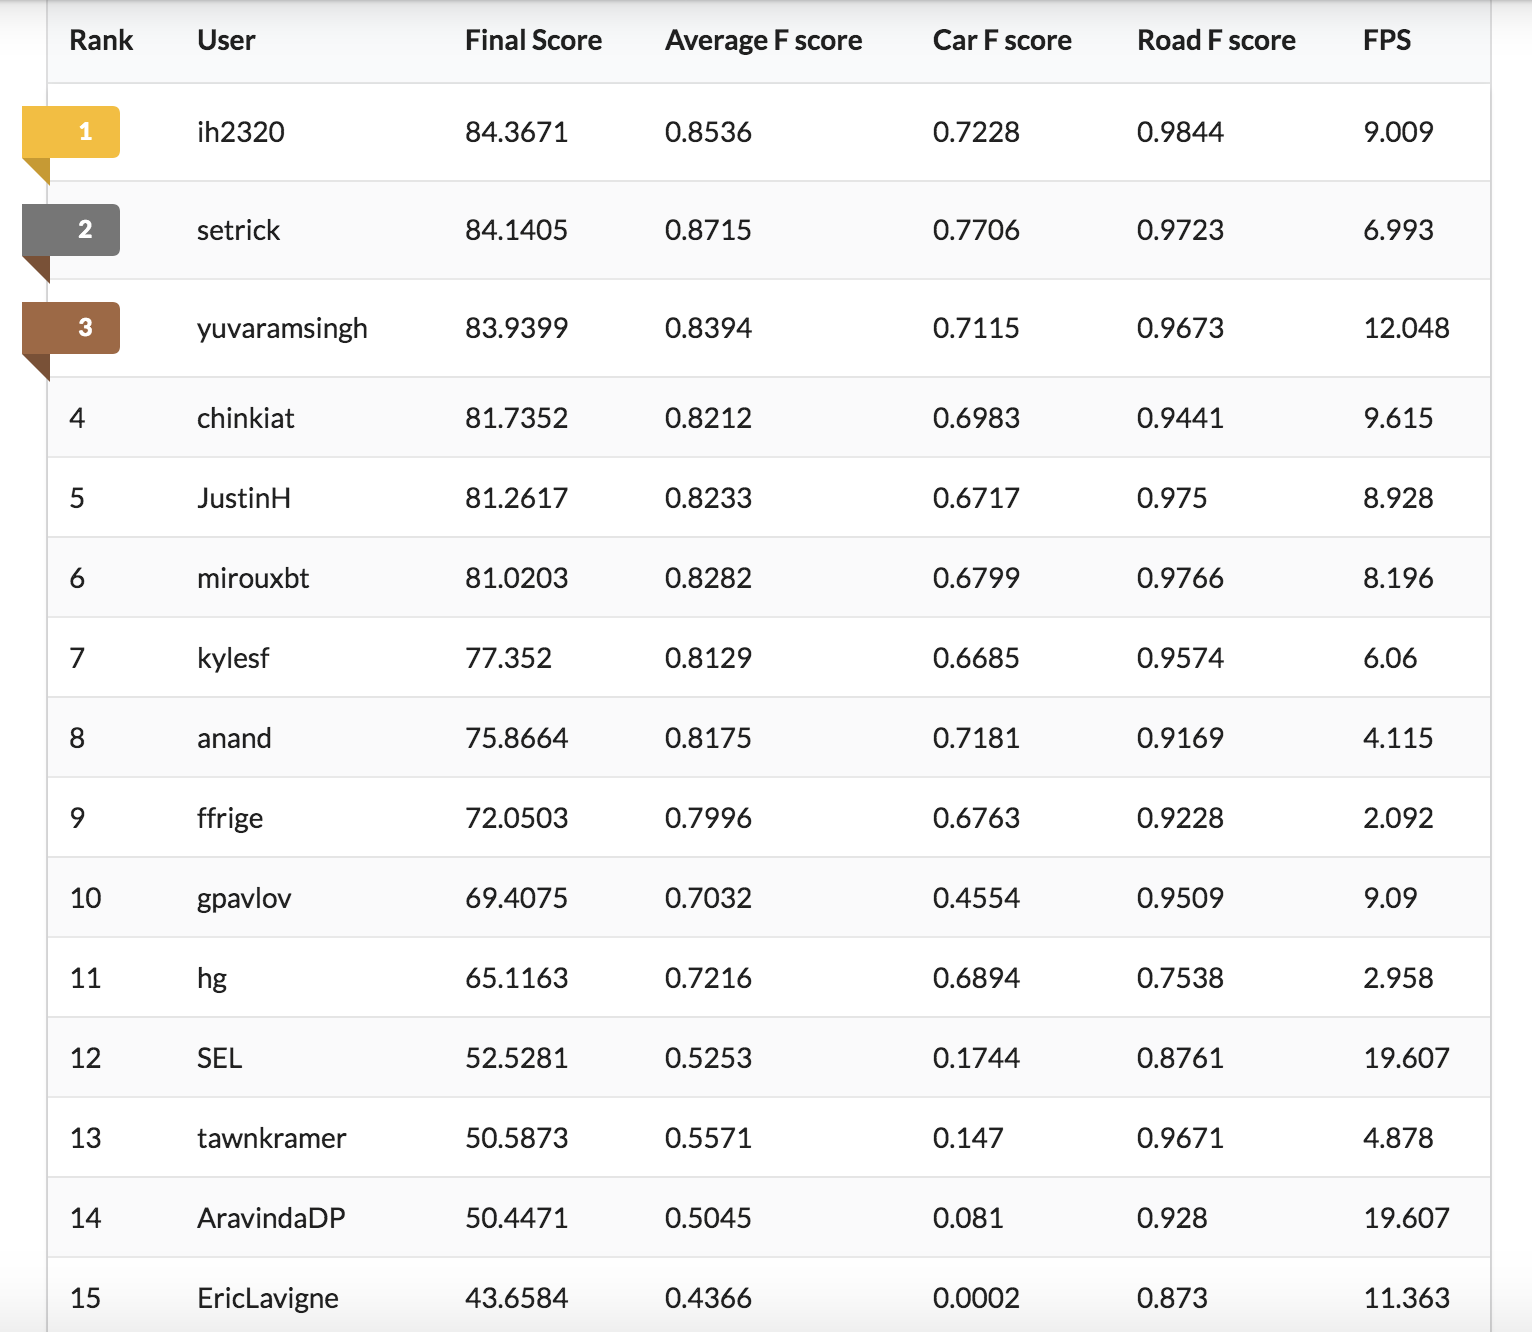 Rank User Final Score Average F score Car F score Road F score FPS
1 ih2320 84.3671 0.8536 0.7228 0.9844 9.009
2 setrick 84.1405 0.8715 0.7706 0.9723 6.993
3 yuvaramsingh 83.9399 0.8394 0.7115 0.9673 12.048
4 chinkiat 81.7352 0.8212 0.6983 0.9441 9.615
5 JustinH 81.2617 0.8233 0.6717 0.975 8.928
6 mirouxbt 81.0203 0.8282 0.6799 0.9766 8.196
7 kylesf 77.352 0.8129 0.6685 0.9574 6.06
8 anand 75.8664 0.8175 0.7181 0.9169 4.115
9 ffrige 72.0503 0.7996 0.6763 0.9228 2.092
10 gpavlov 69.4075 0.7032 0.4554 0.9509 9.09
11 hg 65.1163 0.7216 0.6894 0.7538 2.958
12 SEL 52.5281 0.5253 0.1744 0.8761 19.607
13 tawnkramer 50.5873 0.5571 0.147 0.9671 4.878
14 AravindaDP 50.4471 0.5045 0.081 0.928 19.607
15 EricLavigne 43.6584 0.4366 0.0002 0.873 11.363